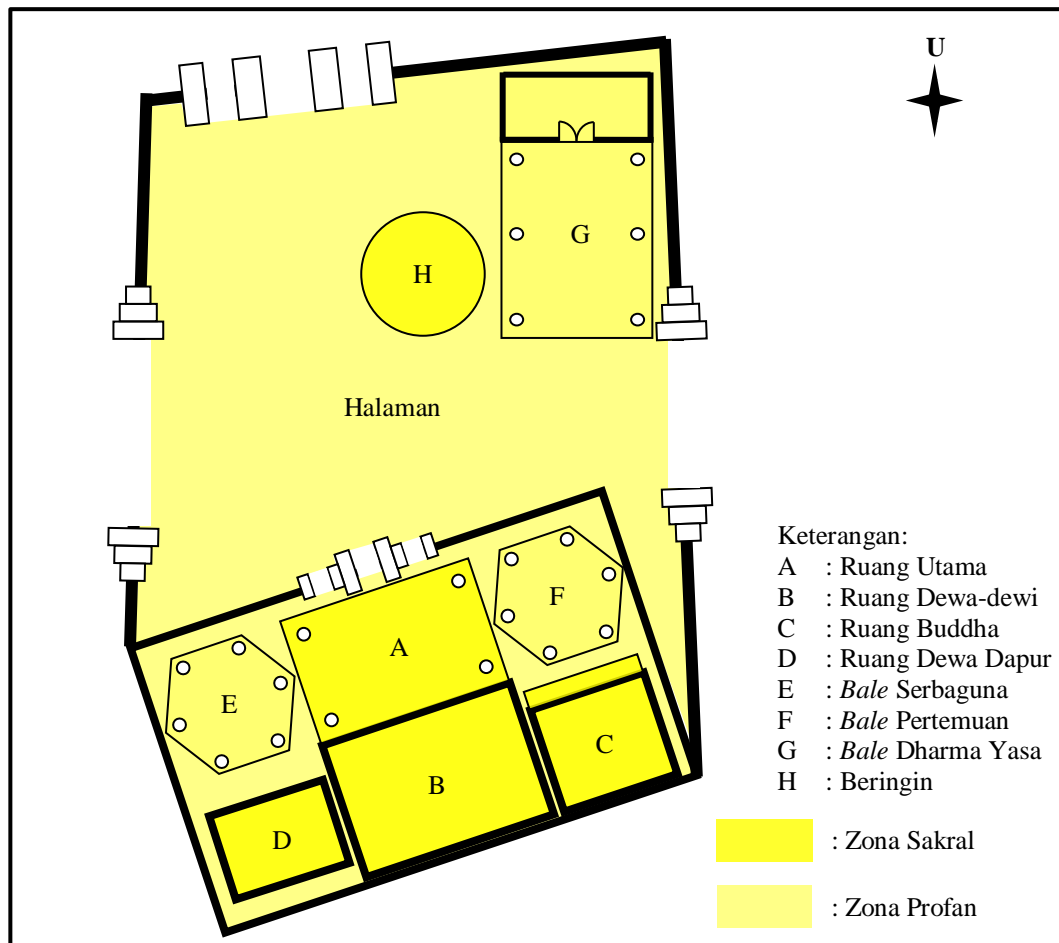 U
G
H
Halaman
F
A
E
C
B
D
Keterangan:
A : Ruang Utama
B : Ruang Dewa-dewi
C : Ruang Buddha
D : Ruang Dewa Dapur
E : Bale Serbaguna
F : Bale Pertemuan
G : Bale Dharma Yasa
H : Beringin
: Zona Sakral
: Zona Profan